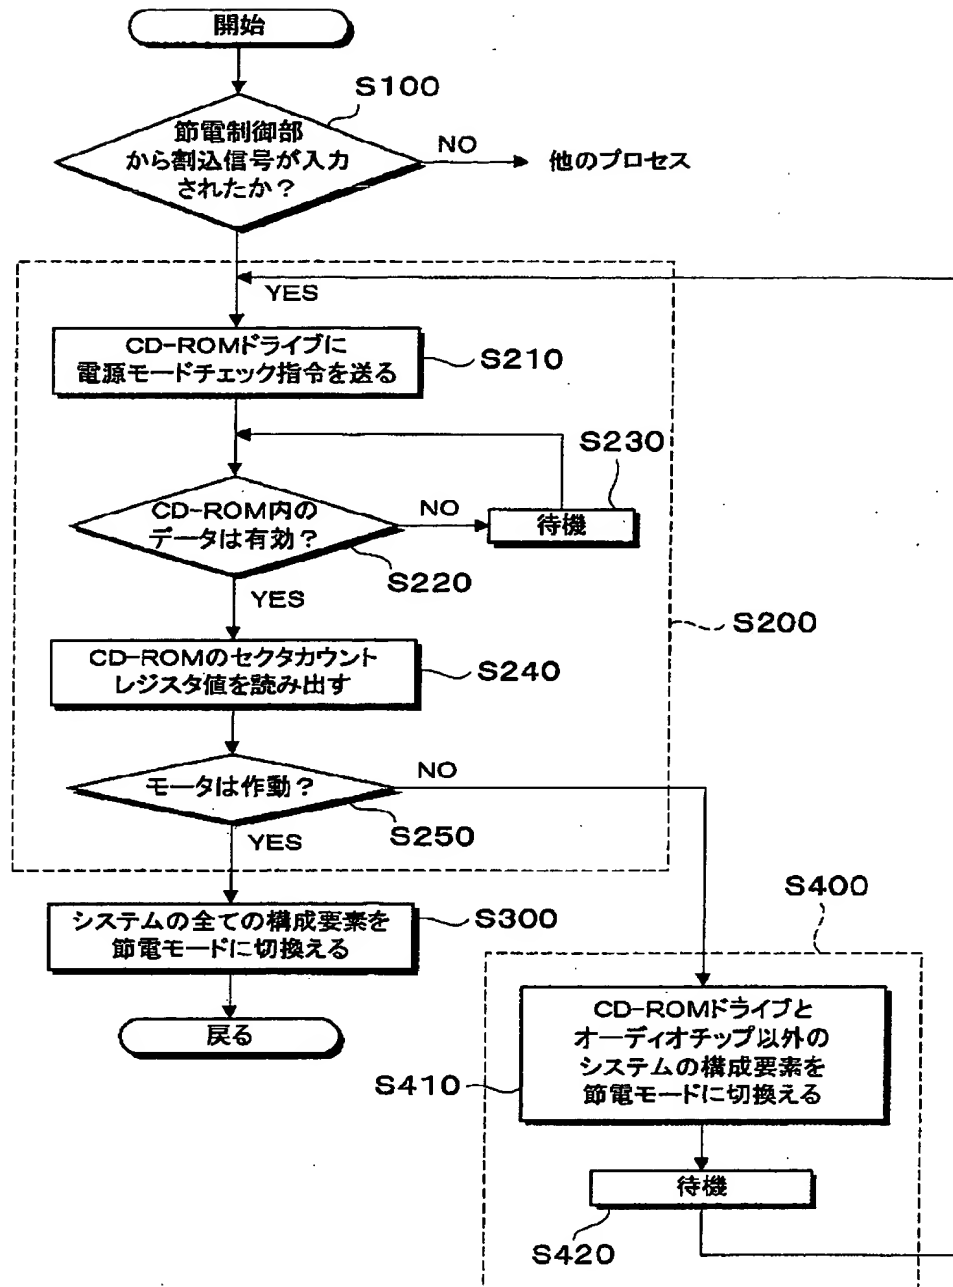 開始
S100
節電制御部
から割込信号が入力
されたか？
NO
他のプロセス
YES
CD-ROMドライブに
電源モードチェック指令を送る
S210
S230
CD-ROM内の
データは有効？
NO
待機
S220
YES
S200
CD-ROMのセクタカウント
レジスタ値を読み出す
S240
モータは作動？
NO
S250
YES
S400
システムの全ての構成要素を
節電モードに切換える
S300
戻る
CD-ROMドライブと
オーディオチップ以外の
システムの構成要素を
節電モードに切換える
S410
待機
S420